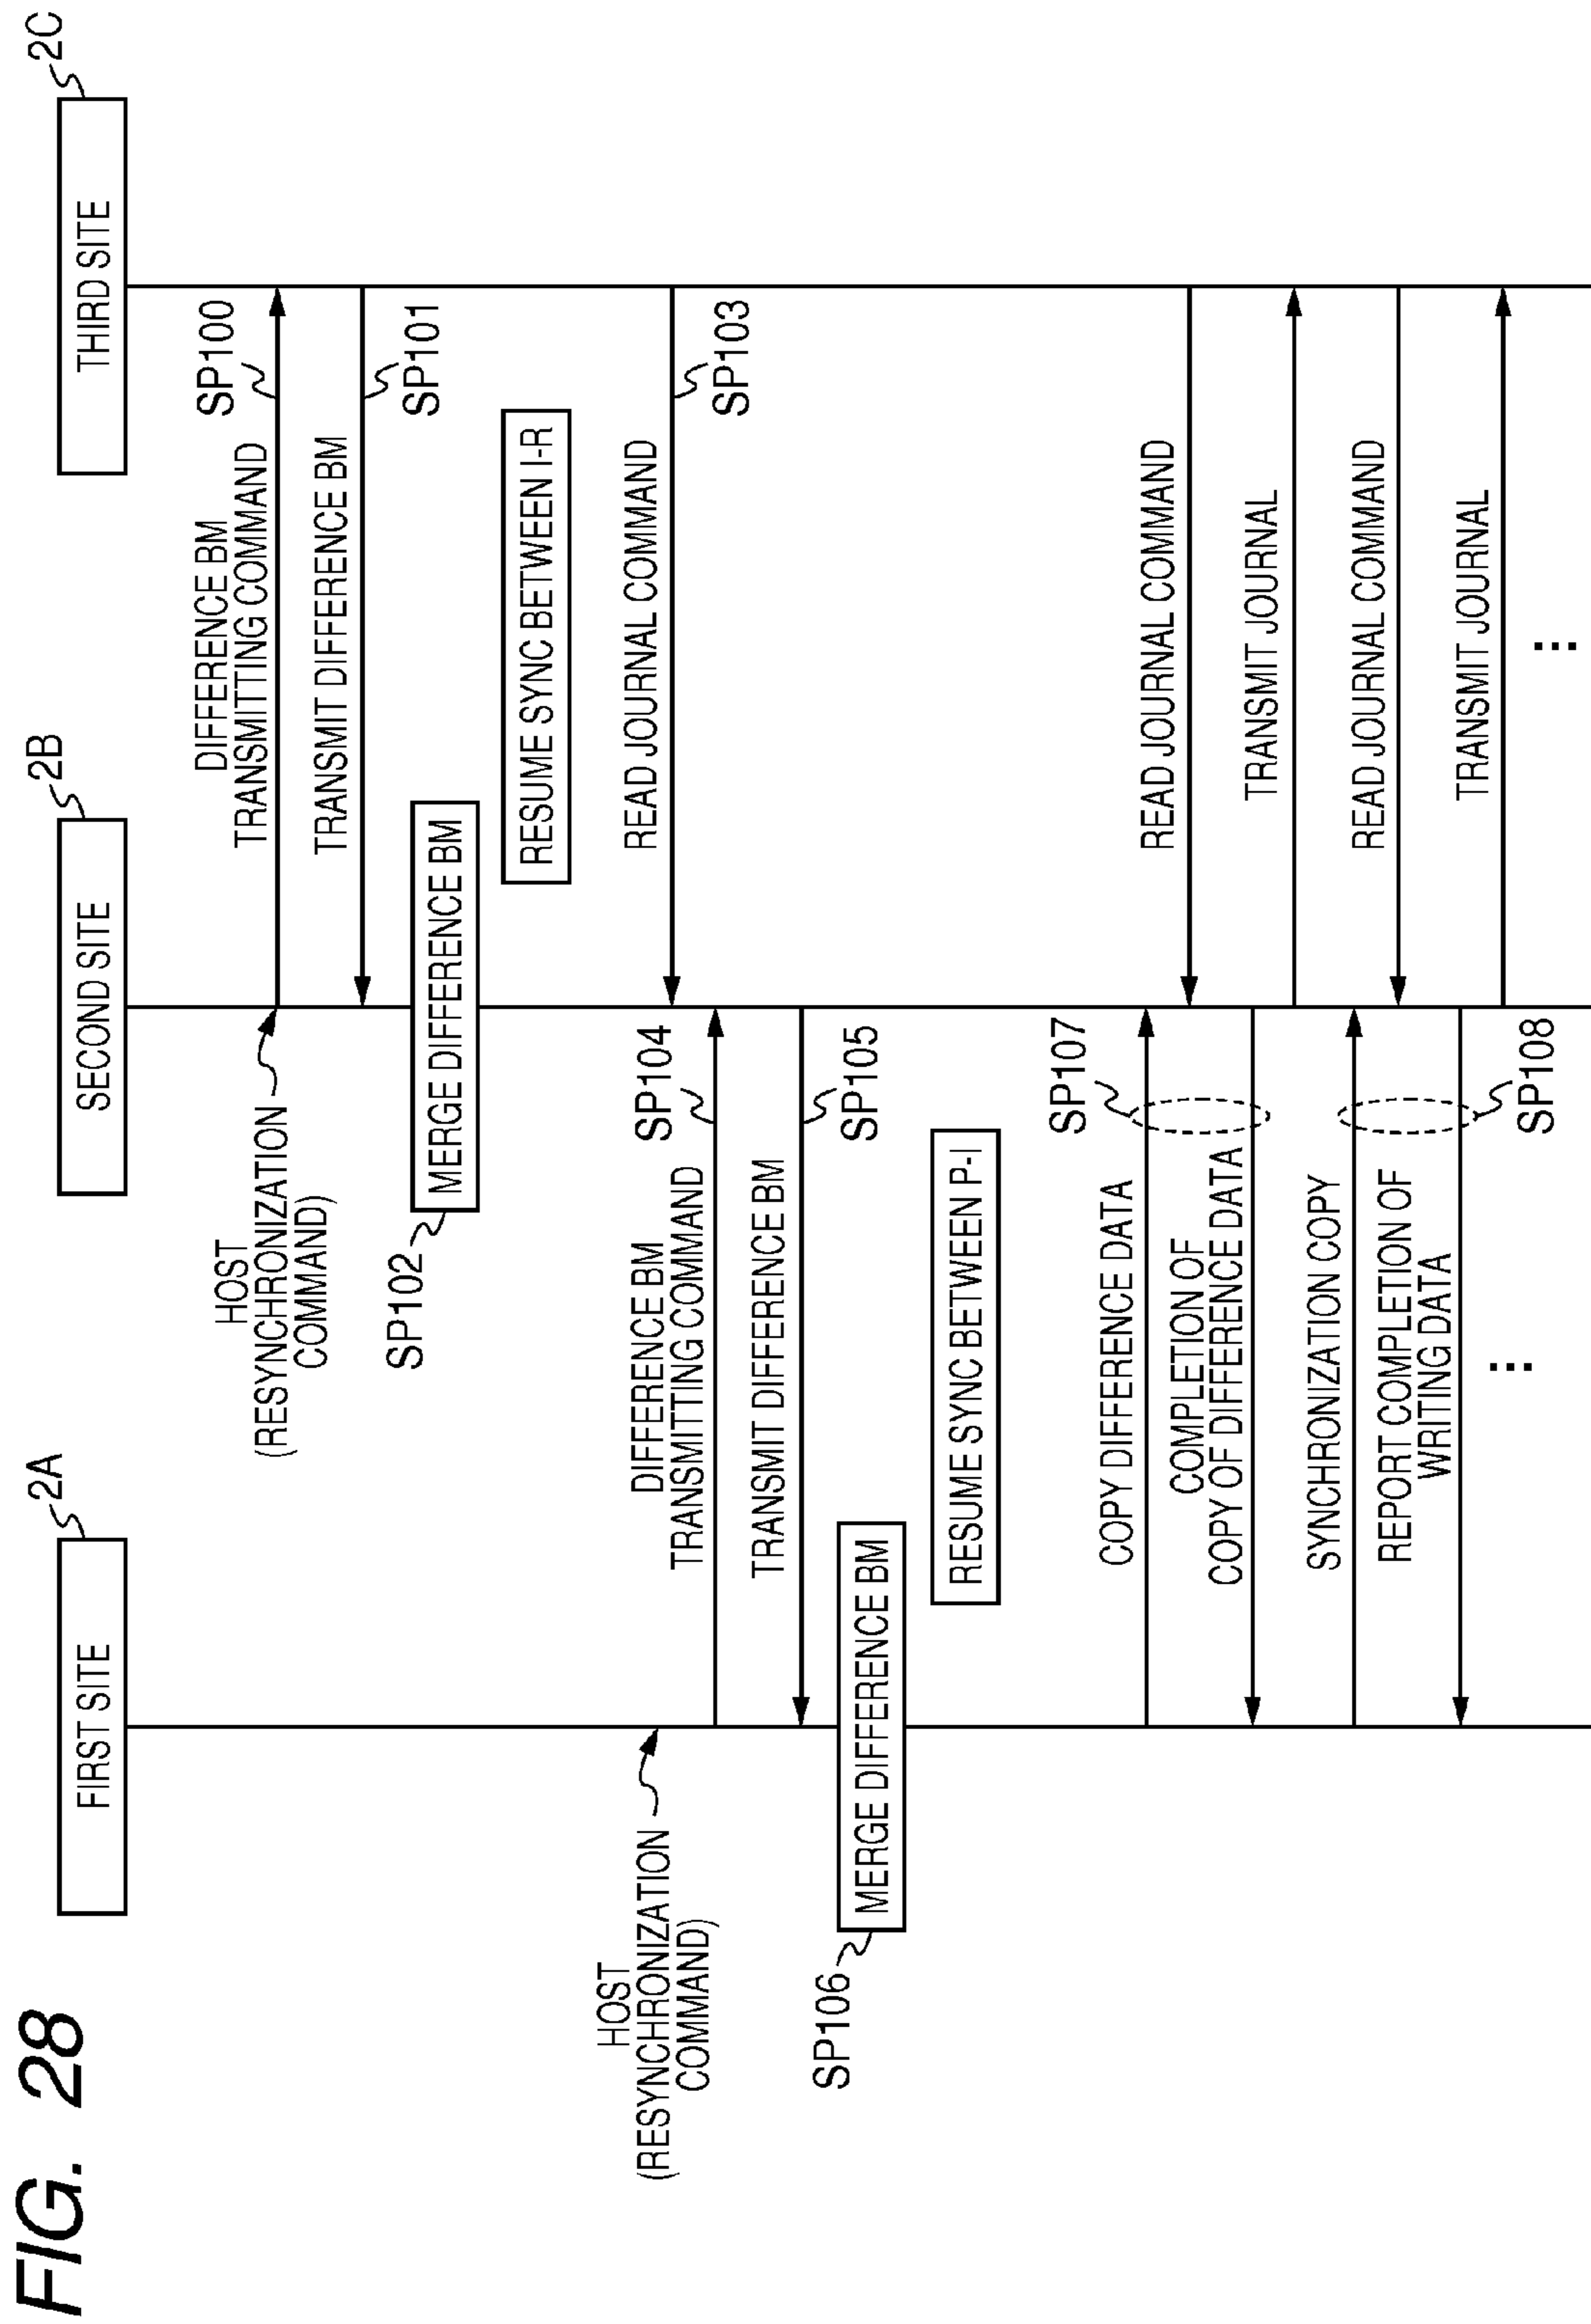 FIG. 28
FIRST SITE
2A
SECOND SITE
2B
THIRD SITE
2C
HOST
(RESYNCHRONIZATION
COMMAND)
DIFFERENCE BM
TRANSMITTING COMMAND
SP100
TRANSMIT DIFFERENCE BM
SP101
SP102
MERGE DIFFERENCE BM
RESUME SYNC BETWEEN I-R
READ JOURNAL COMMAND
SP103
HOST
(RESYNCHRONIZATION
COMMAND)
DIFFERENCE BM
TRANSMITTING COMMAND
SP104
TRANSMIT DIFFERENCE BM
SP105
SP106
MERGE DIFFERENCE BM
RESUME SYNC BETWEEN P-I
COPY DIFFERENCE DATA
SP107
READ JOURNAL COMMAND
COMPLETION OF
COPY OF DIFFERENCE DATA
TRANSMIT JOURNAL
SYNCHRONIZATION COPY
READ JOURNAL COMMAND
REPORT COMPLETION OF
WRITING DATA
SP108
TRANSMIT JOURNAL
...
...